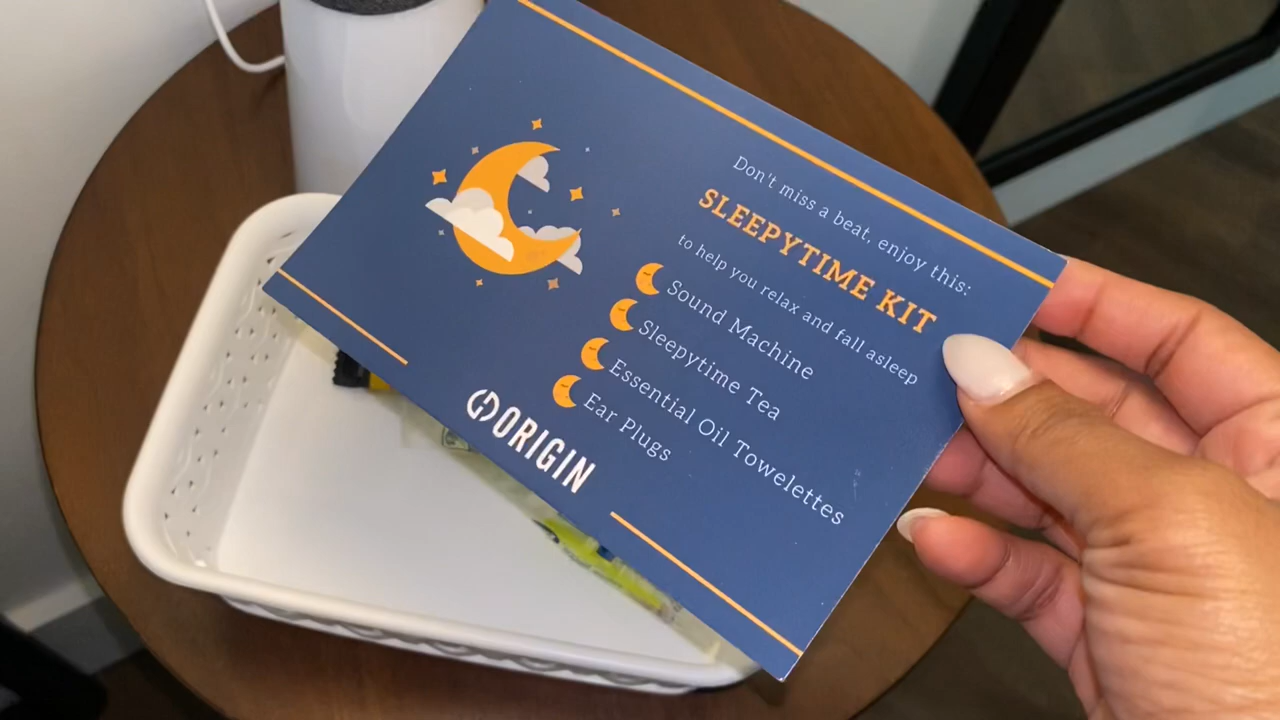 Don't miss a beat, enjoy this:
SLEEPYTIME KIT
to help you relax and fall asleep
Sound Machine
Sleepytime Tea
Essential Oil Towelettes
Ear Plugs
ORIGIN